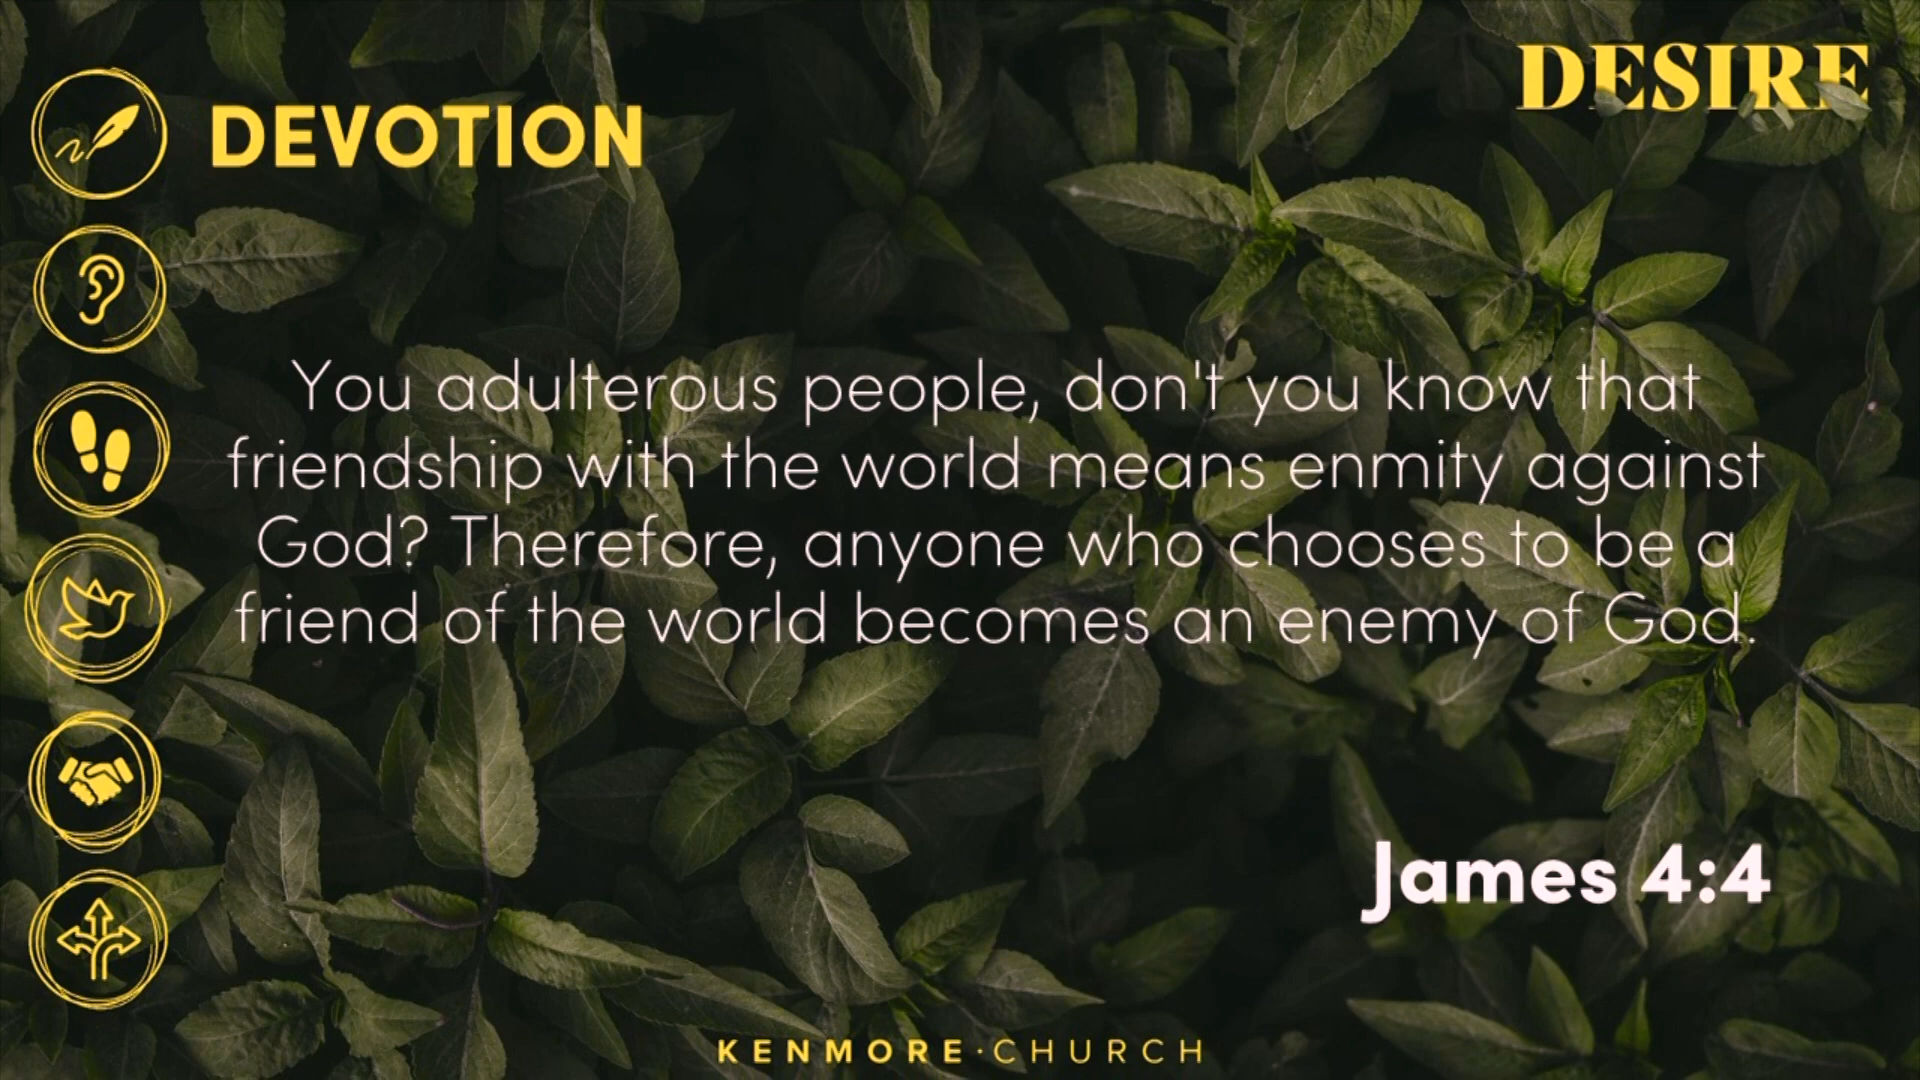 DESIRE
DEVOTION
You adulterous people, don't you know that
friendship with the world means enmity against
God? Therefore, anyone who chooses to be a
friend of the world becomes an enemy of God.
James 4:4
KENMORE·CHURCH